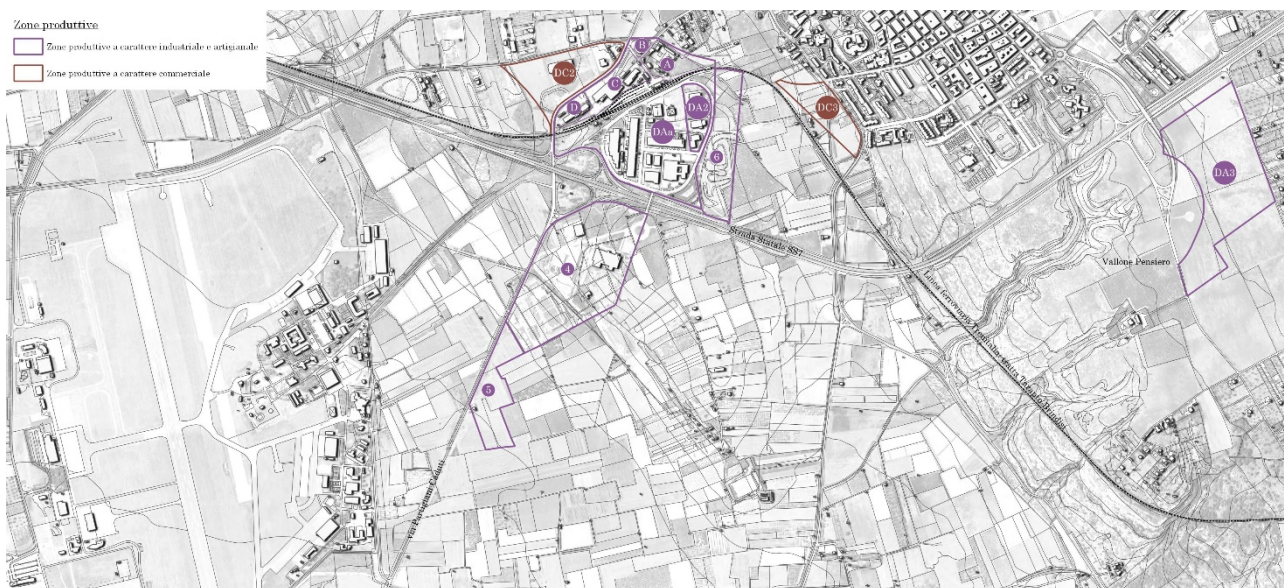 Zone produttive
Zone produttive a carattere industriale e artigianale
Zone produttive a carattere commerciale
B
A
DC2
C
D
DA2
DAa
DC3
6
DA3
Strada Statale SS7
4
Vallone Pensiero
5